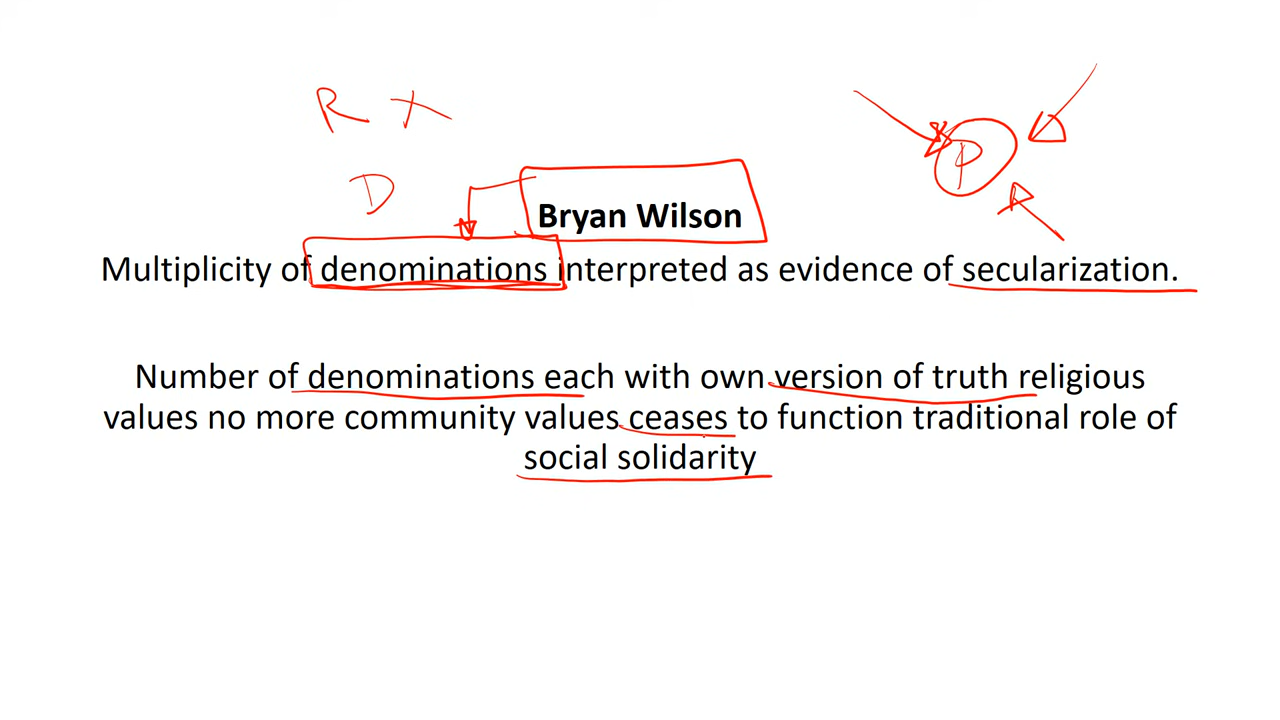 R X
P
D
Bryan Wilson
Multiplicity of denominations interpreted as evidence of secularization.
Number of denominations each with own version of truth religious
values no more community values ceases to function traditional role of
social solidarity